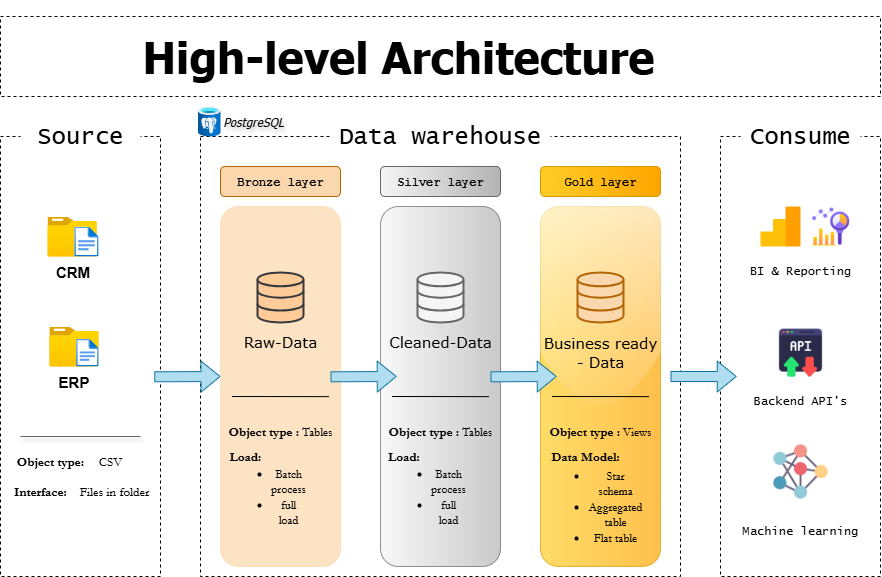 High-level Architecture
PostgreSQL
Source
CRM
ERP
Object type: CSV
Interface: Files in folder
Data warehouse
Bronze layer
Raw-Data
Object type : Tables
Load:
• Batch
process
• full
load
Silver layer
Cleaned-Data
Object type : Tables
Load:
• Batch
process
• full
load
Gold layer
Business ready
- Data
Object type : Views
Data Model:
• Star
schema
• Aggregated
table
• Flat table
Consume
BI & Reporting
API
Backend API's
Machine learning